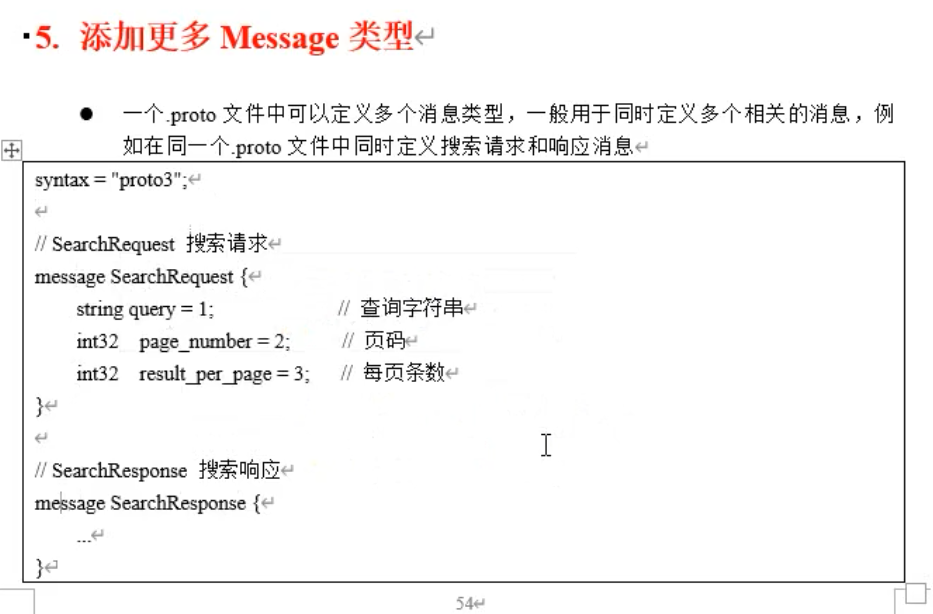 5. 添加更多 Message 类型
● 一个.proto 文件中可以定义多个消息类型，一般用于同时定义多个相关的消息，例
如在同一个.proto 文件中同时定义搜索请求和响应消息
syntax = "proto3";
// SearchRequest 搜索请求
message SearchRequest {
string query = 1; // 查询字符串
int32 page_number = 2; // 页码
int32 result_per_page = 3; // 每页条数
}
// SearchResponse 搜索响应
message SearchResponse {
...
}
54